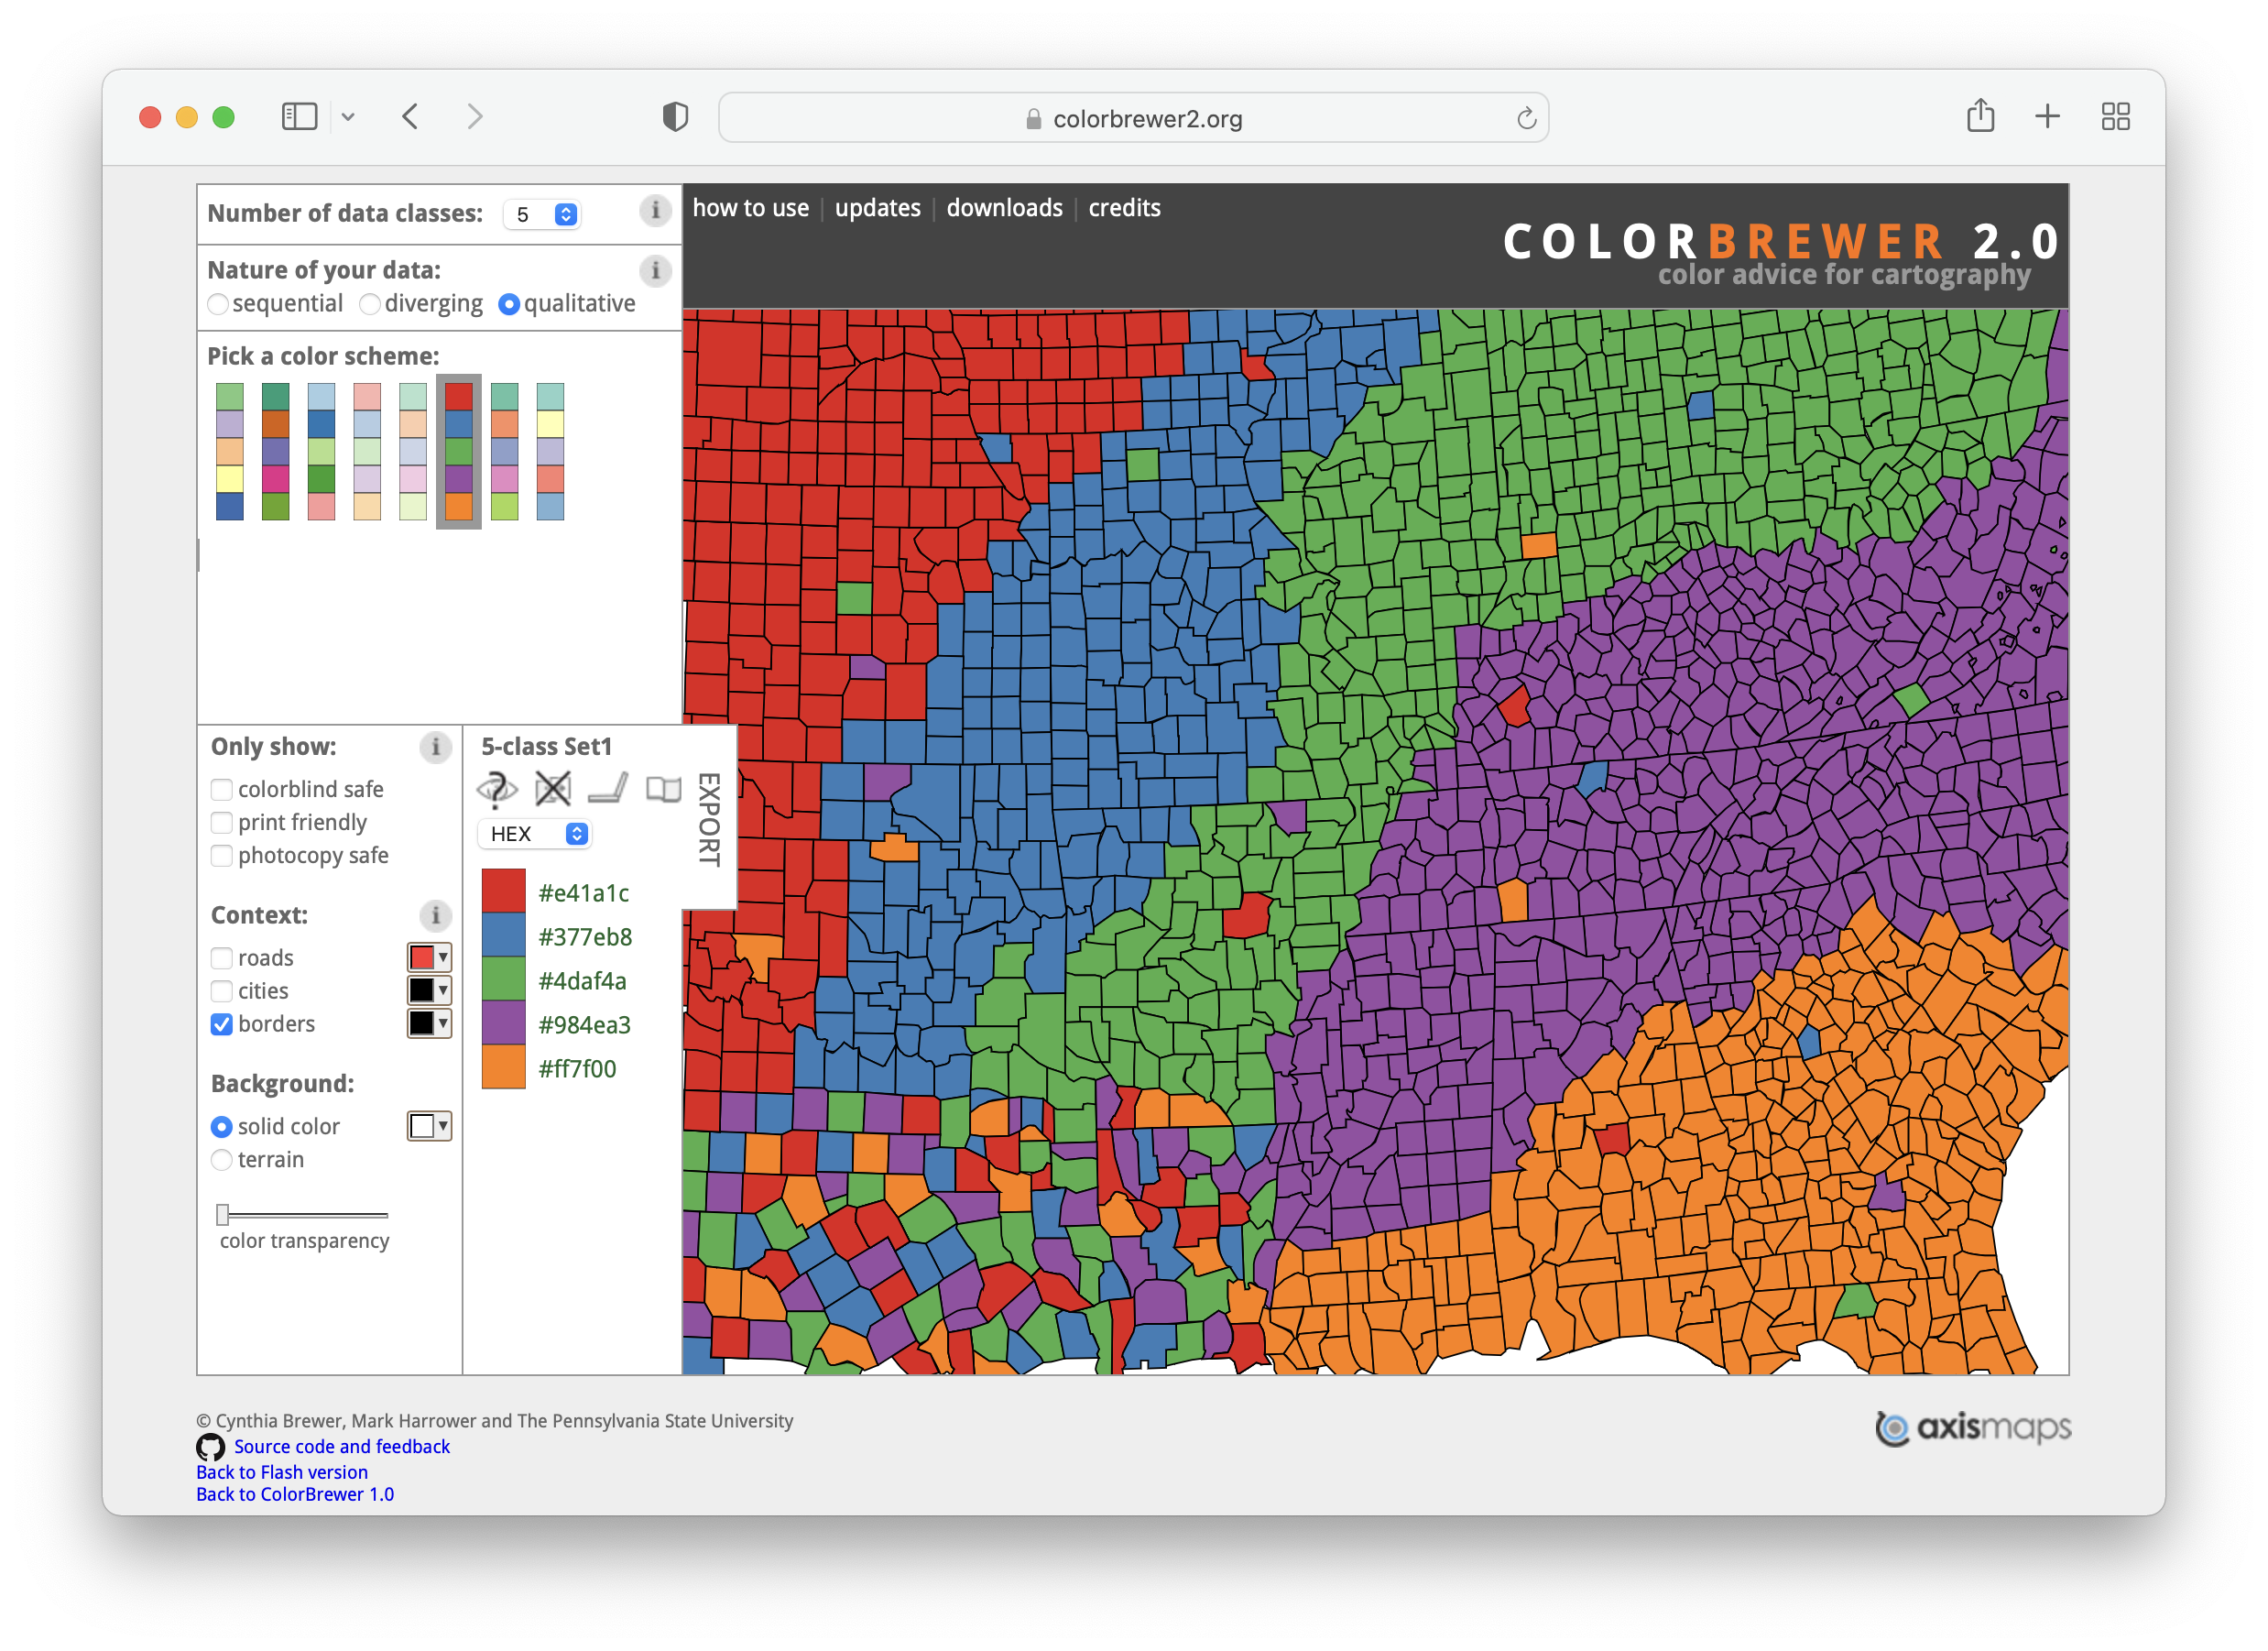 colorbrewer2.org
Number of data classes: 5 i
how to use | updates | downloads | credits
COLORBREWER 2.0
color advice for cartography
Nature of your data: i
sequential diverging qualitative
Pick a color scheme:
Only show: i
colorblind safe
print friendly
photocopy safe
Context: i
roads
cities
borders
Background:
solid color
terrain
color transparency
5-class Set1
EXPORT
HEX
#e41a1c
#377eb8
#4daf4a
#984ea3
#ff7f00
© Cynthia Brewer, Mark Harrower and The Pennsylvania State University
Source code and feedback
Back to Flash version
Back to ColorBrewer 1.0
axismaps